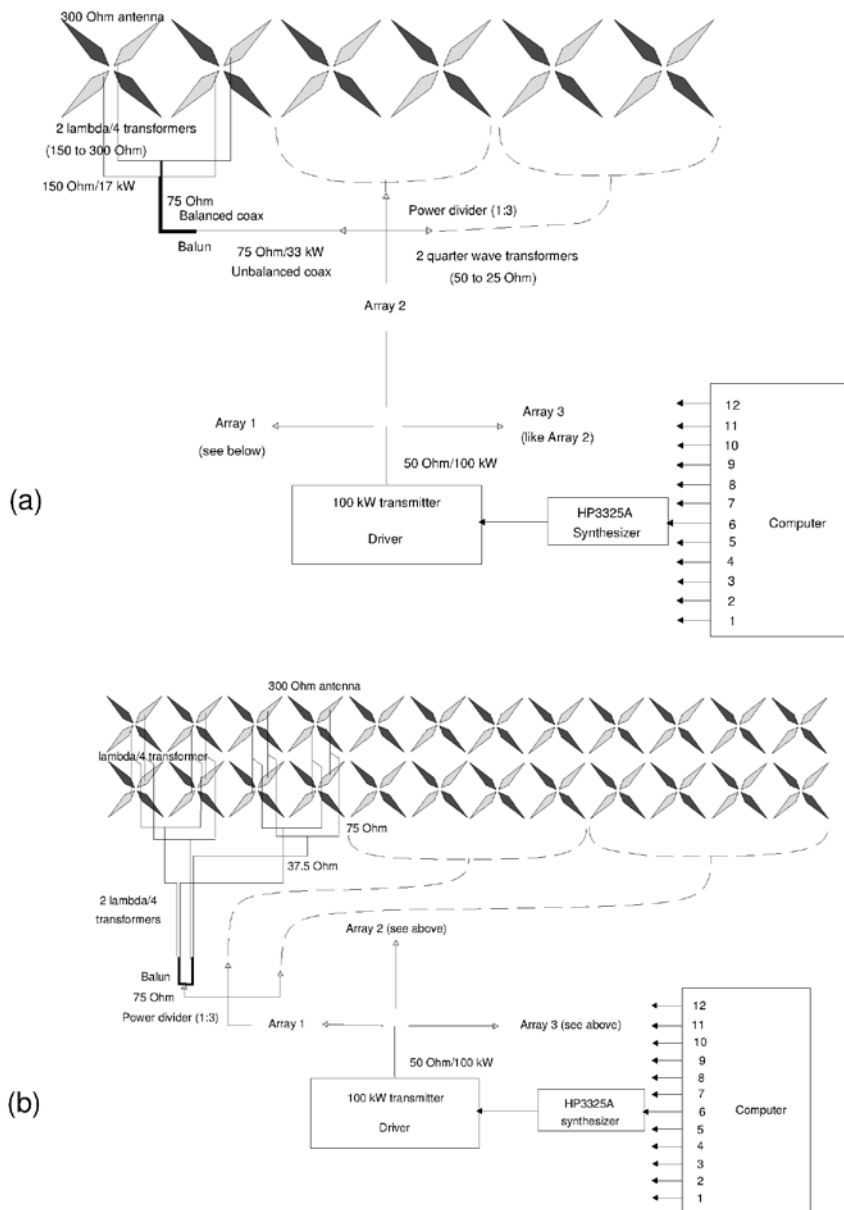 300 Ohm antenna
2 lambda/4 transformers
(150 to 300 Ohm)
150 Ohm/17 kW
75 Ohm
Balanced coax
Balun
75 Ohm/33 kW
Unbalanced coax
Power divider (1:3)
2 quarter wave transformers
(50 to 25 Ohm)
Array 2
Array 1
(see below)
Array 3
(like Array 2)
50 Ohm/100 kW
(a)
100 kW transmitter
Driver
HP3325A
Synthesizer
12
11
10
9
8
7
6
5
4
3
2
1
Computer
300 Ohm antenna
lambda/4 transformer
75 Ohm
37.5 Ohm
2 lambda/4
transformers
Array 2 (see above)
Balun
75 Ohm
Power divider (1:3)
Array 1
Array 3 (see above)
50 Ohm/100 kW
(b)
100 kW transmitter
Driver
HP3325A
synthesizer
12
11
10
9
8
7
6
5
4
3
2
1
Computer